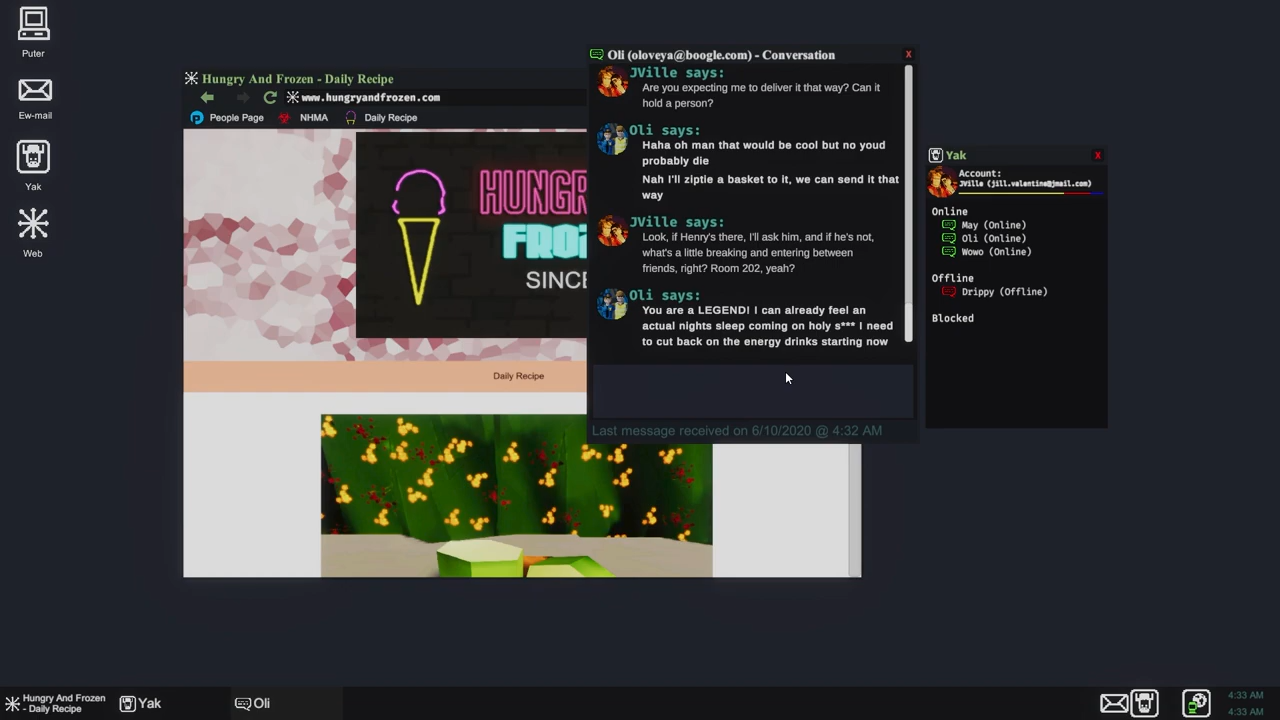 Puter
Ew-mail
Yak
Web
Hungry And Frozen - Daily Recipe
www.hungryandfrozen.com
People Page
NHMA
Daily Recipe
SINCE
Daily Recipe
Oli (oloveya@boogle.com) - Conversation
X
JVille says:
Are you expecting me to deliver it that way? Can it
hold a person?
Oli says:
Haha oh man that would be cool but no youd
probably die
Nah I'll ziptie a basket to it, we can send it that
way
JVille says:
Look, if Henry's there, I'll ask him, and if he's not,
what's a little breaking and entering between
friends, right? Room 202, yeah?
Oli says:
You are a LEGEND! I can already feel an
actual nights sleep coming on holy s*** I need
to cut back on the energy drinks starting now
Last message received on 6/10/2020 @ 4:32 AM
Yak
X
Account:
JVille (jill.valentine@jmail.com)
Online
May (Online)
Oli (Online)
Wowo (Online)
Offline
Drippy (Offline)
Blocked
Hungry And Frozen
- Daily Recipe
Yak
Oli
4:33 AM
4:33 AM